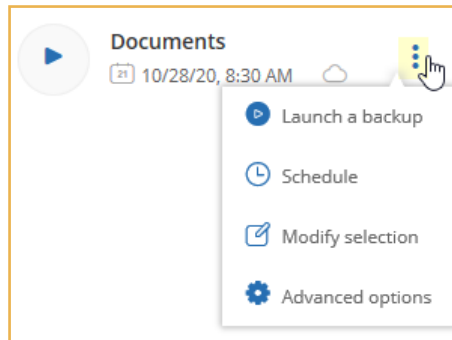 Documents
21 10/28/20, 8:30 AM
Launch a backup
Schedule
Modify selection
Advanced options